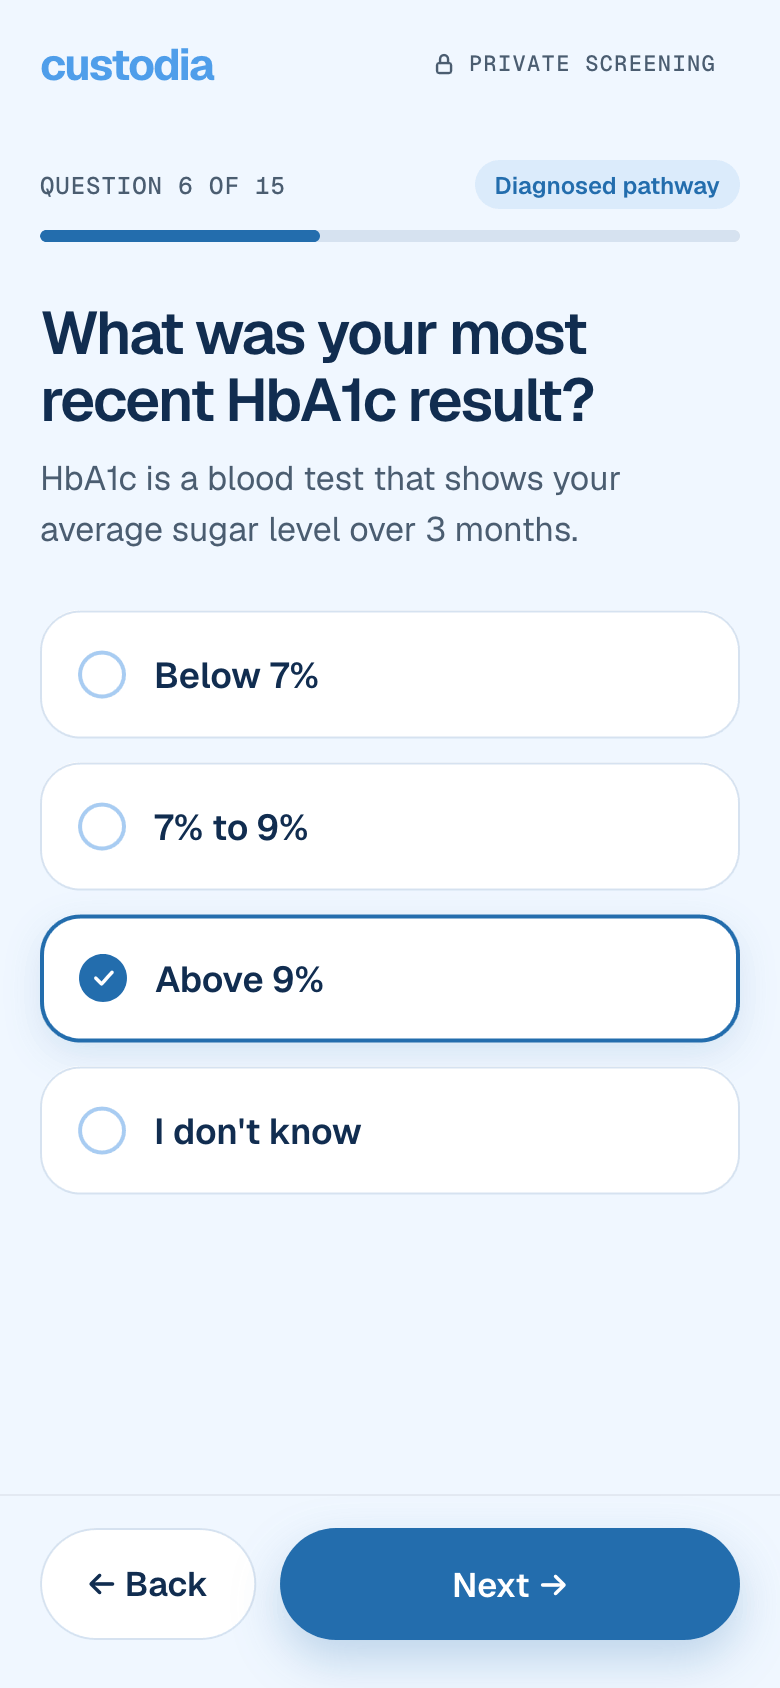 custodia
PRIVATE SCREENING
QUESTION 6 OF 15
Diagnosed pathway
What was your most
recent HbA1c result?
HbA1c is a blood test that shows your
average sugar level over 3 months.
Below 7%
7% to 9%
Above 9%
I don't know
← Back
Next →